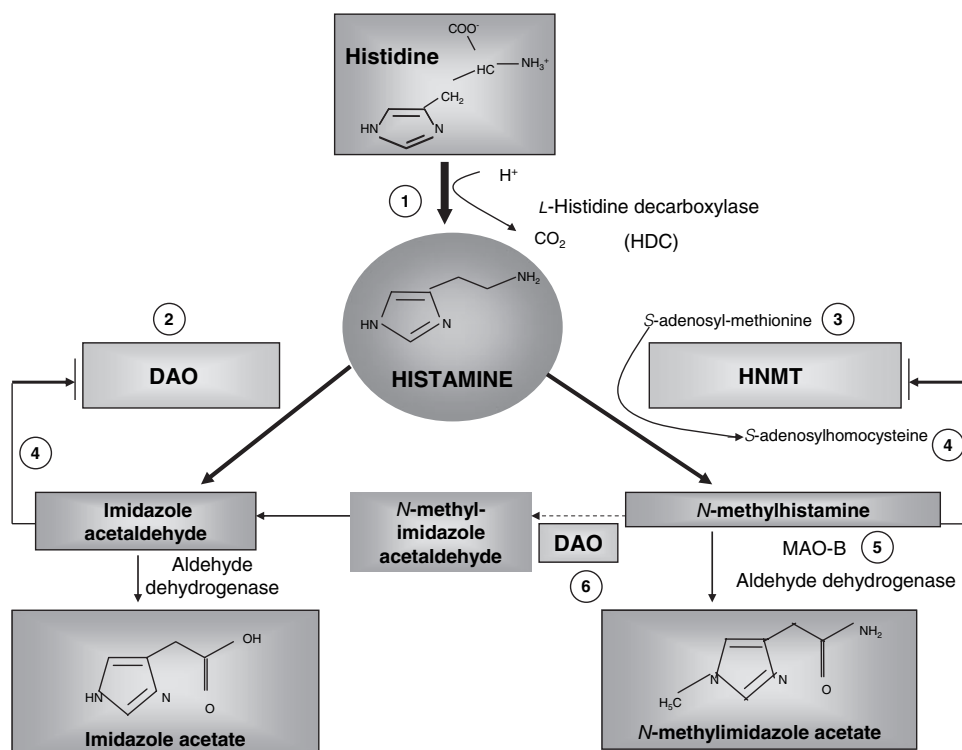 COO⁻
Histidine
HC
NH₃⁺
CH₂
HN
N
1
H⁺
L-Histidine decarboxylase
CO₂
(HDC)
NH₂
HN
N
HISTAMINE
2
DAO
S-adenosyl-methionine
3
HNMT
4
S-adenosylhomocysteine
4
Imidazole
acetaldehyde
N-methyl-
imidazole
acetaldehyde
DAO
6
N-methylhistamine
MAO-B
5
Aldehyde
dehydrogenase
Aldehyde dehydrogenase
OH
HN
N
O
Imidazole acetate
NH₂
N
N
H₅C
O
N-methylimidazole acetate